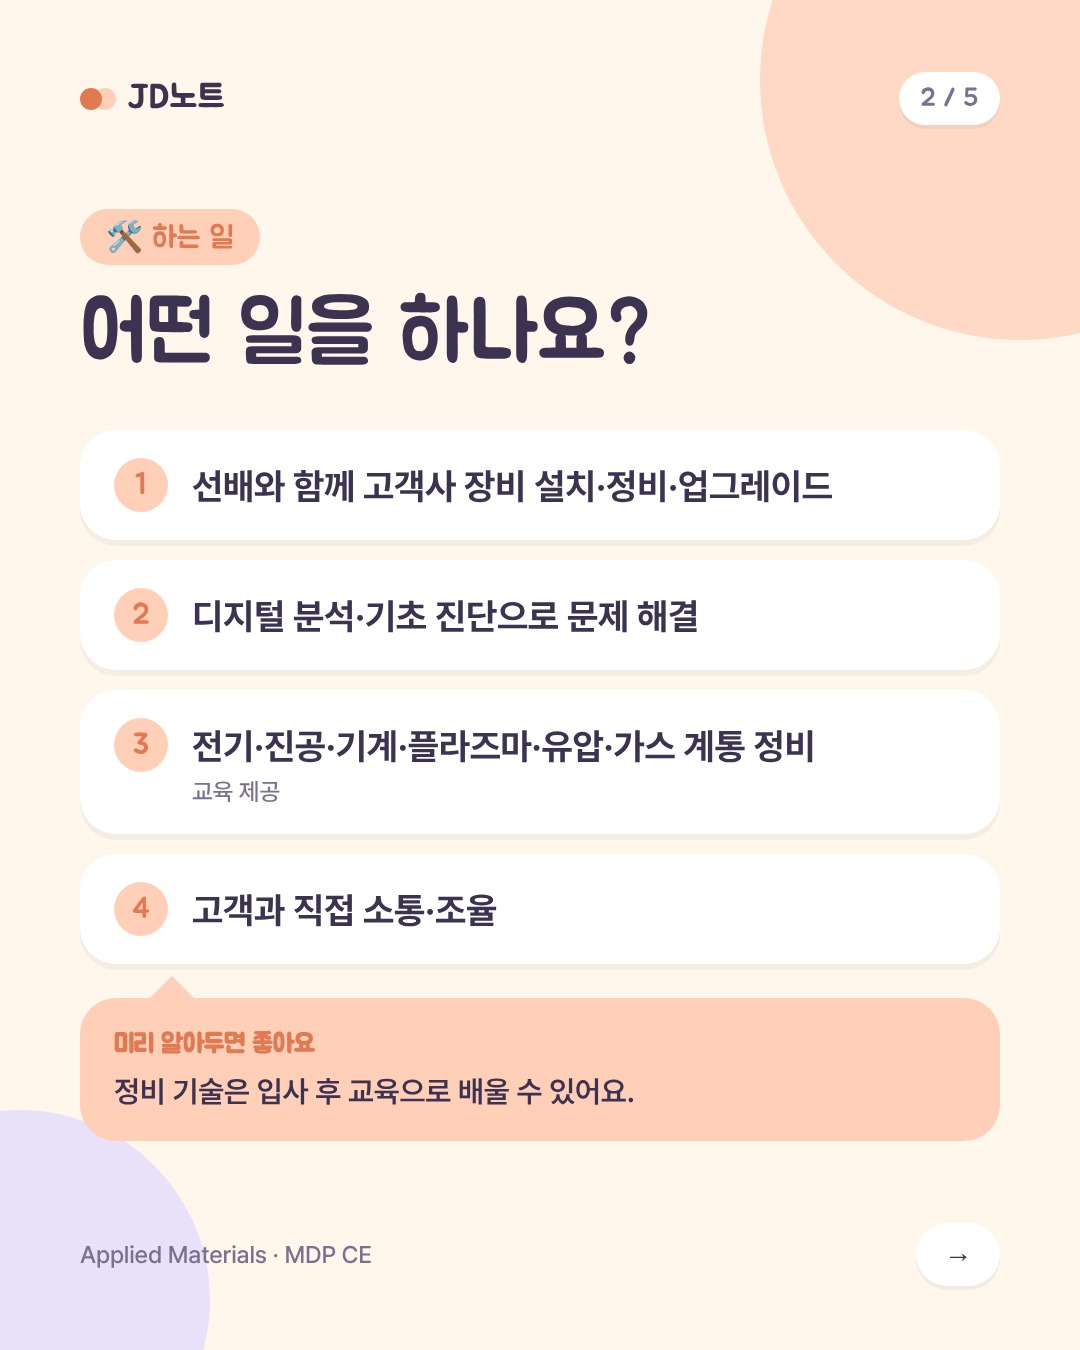 JD노트
2 / 5
🛠️ 하는 일
어떤 일을 하나요?
1 선배와 함께 고객사 장비 설치·정비·업그레이드
2 디지털 분석·기초 진단으로 문제 해결
3 전기·진공·기계·플라즈마·유압·가스 계통 정비
교육 제공
4 고객과 직접 소통·조율
미리 알아두면 좋아요
정비 기술은 입사 후 교육으로 배울 수 있어요.
Applied Materials · MDP CE
→